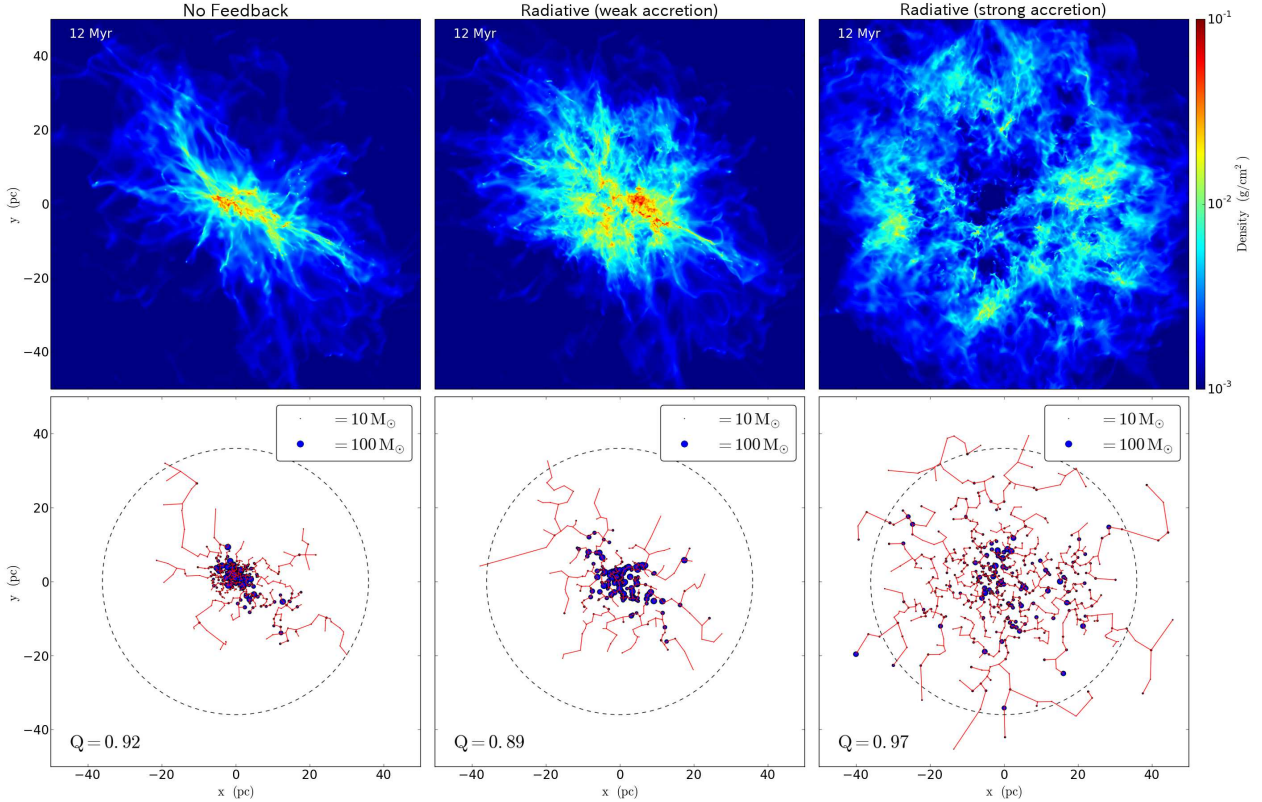 No Feedback
Radiative (weak accretion)
Radiative (strong accretion)
12 Myr
12 Myr
10⁻¹
40
20
0
−20
−40
y (pc)
10⁻²
10⁻³
Density (g/cm²)
= 10 M☉
= 100 M☉
= 10 M☉
= 100 M☉
= 10 M☉
= 100 M☉
40
20
0
−20
−40
y (pc)
Q = 0.92
Q = 0.89
Q = 0.97
−40 −20 0 20 40
−40 −20 0 20 40
−40 −20 0 20 40
x (pc)
x (pc)
x (pc)
12 Myr